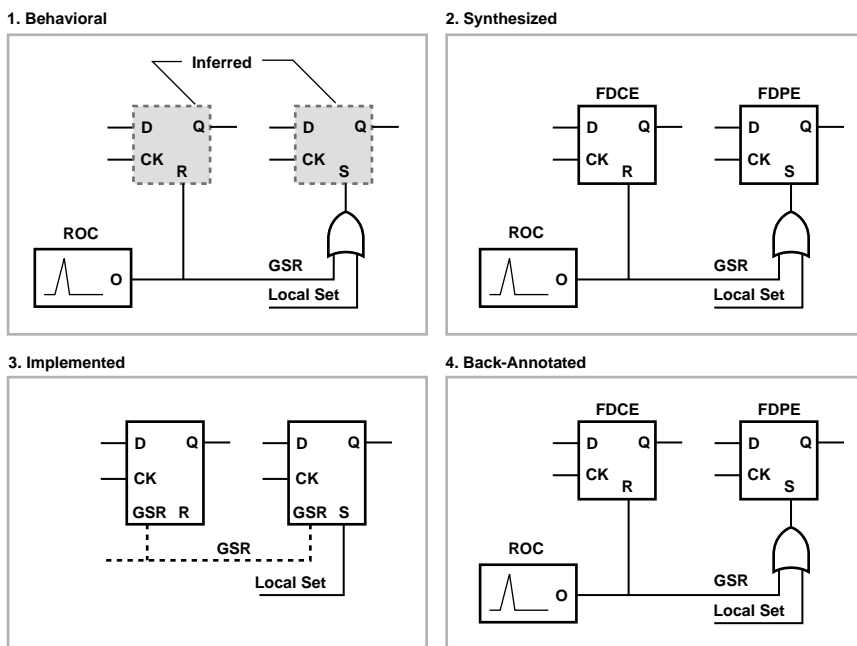 1. Behavioral
Inferred
D Q
CK
R
D Q
CK
S
ROC
O
GSR
Local Set
2. Synthesized
FDCE
FDPE
D Q
CK
R
D Q
CK
S
ROC
O
GSR
Local Set
3. Implemented
D Q
CK
GSR R
D Q
CK
GSR S
GSR
Local Set
4. Back-Annotated
FDCE
FDPE
D Q
CK
R
D Q
CK
S
ROC
O
GSR
Local Set